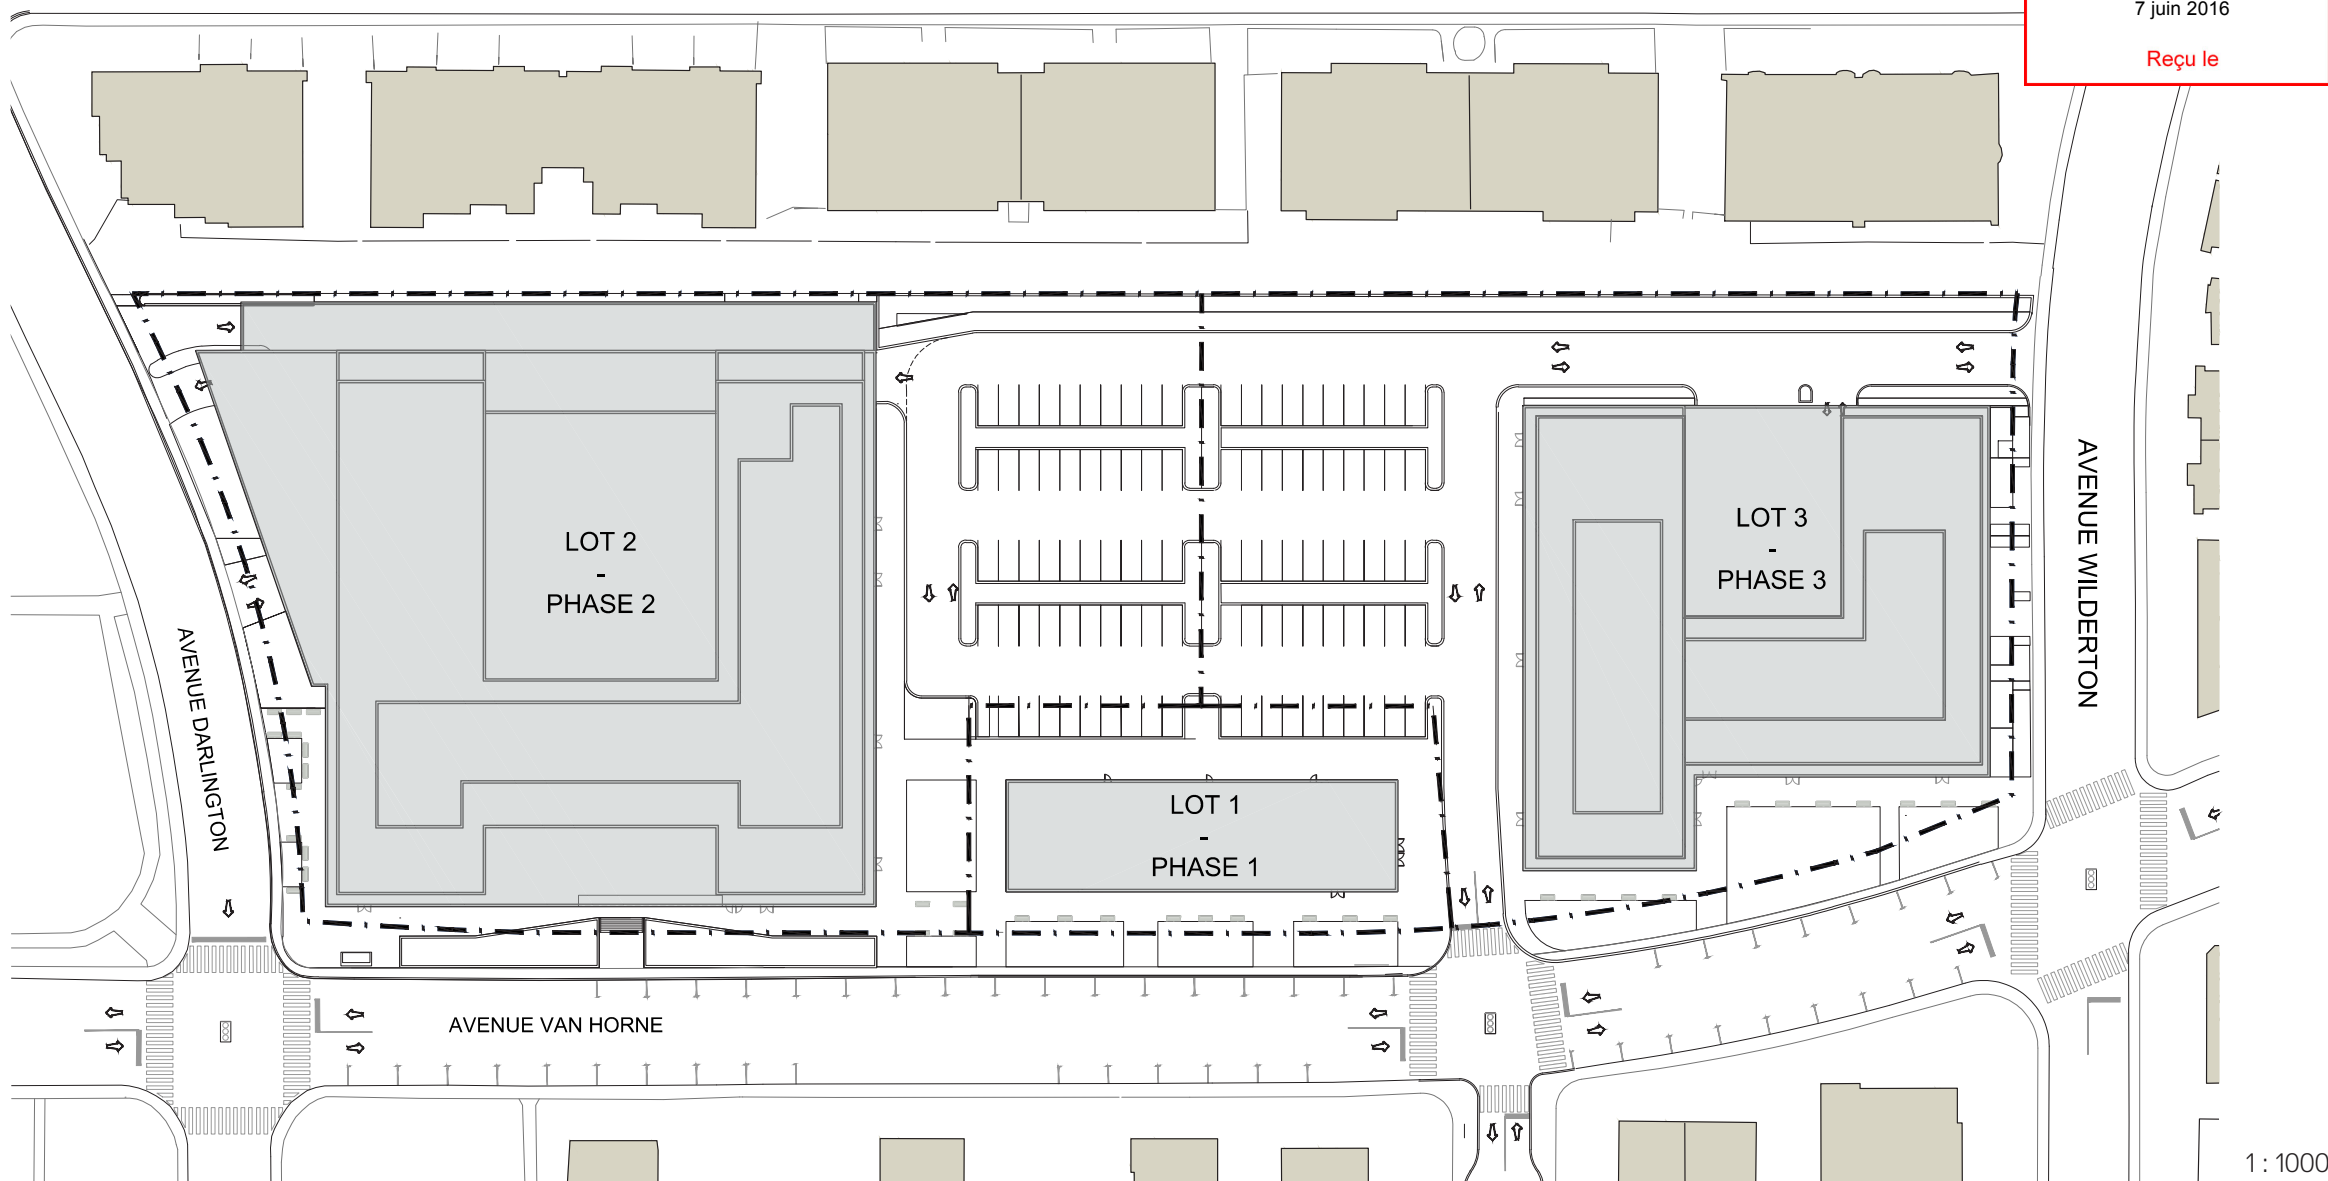 7 juin 2016
Reçu le
LOT 2
-
PHASE 2
LOT 3
-
PHASE 3
LOT 1
-
PHASE 1
AVENUE DARLINGTON
AVENUE WILDERTON
AVENUE VAN HORNE
1 : 1000